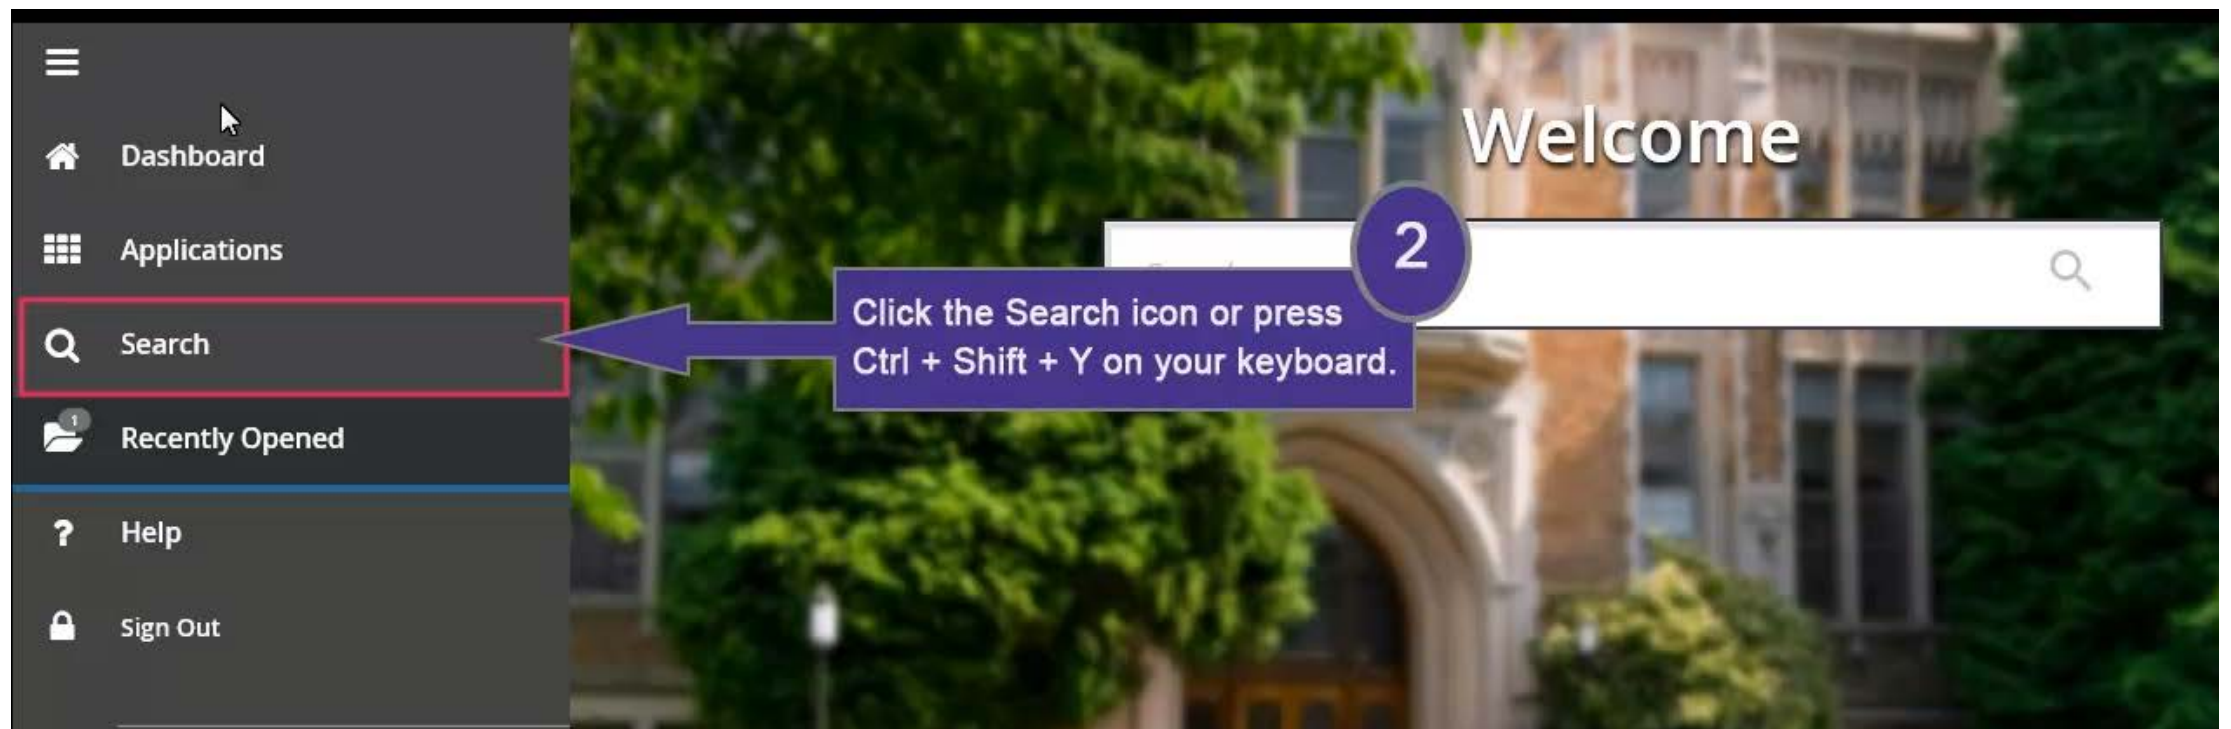 Dashboard
Applications
Search
1
Recently Opened
Help
Sign Out
Welcome
2
Click the Search icon or press
Ctrl + Shift + Y on your keyboard.